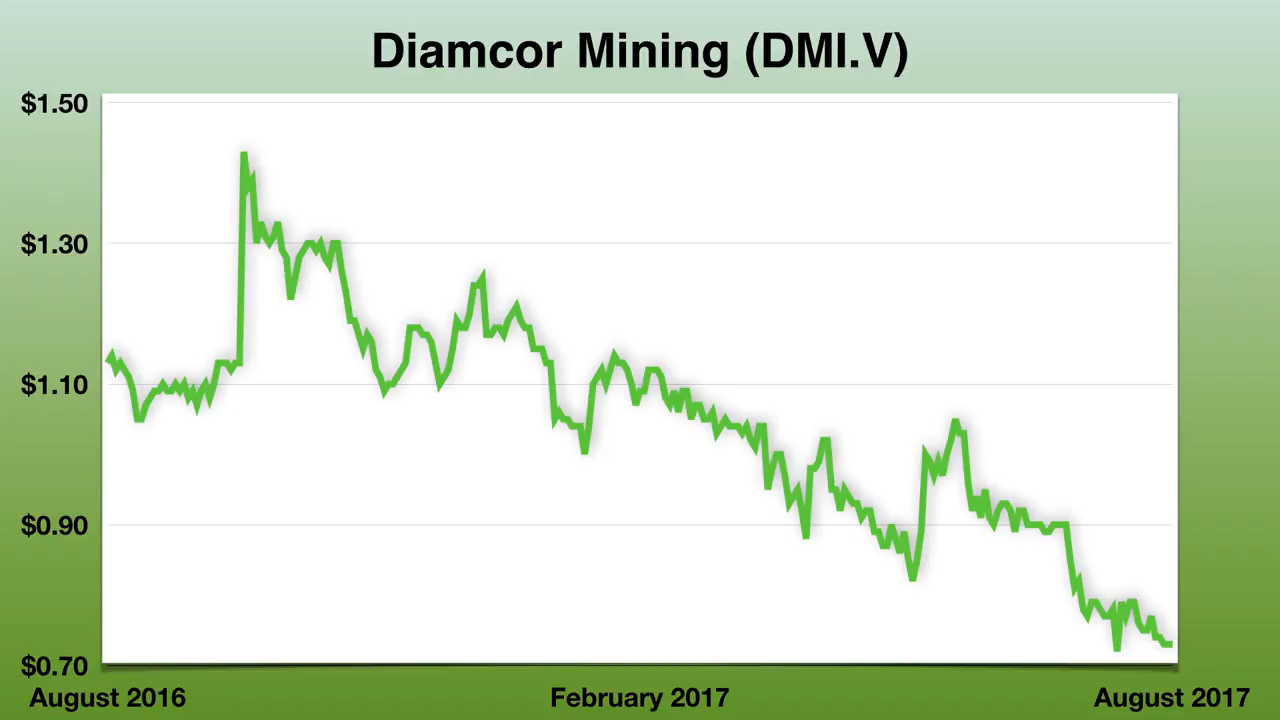 Diamcor Mining (DMI.V)
$1.50
$1.30
$1.10
$0.90
$0.70
August 2016 February 2017 August 2017